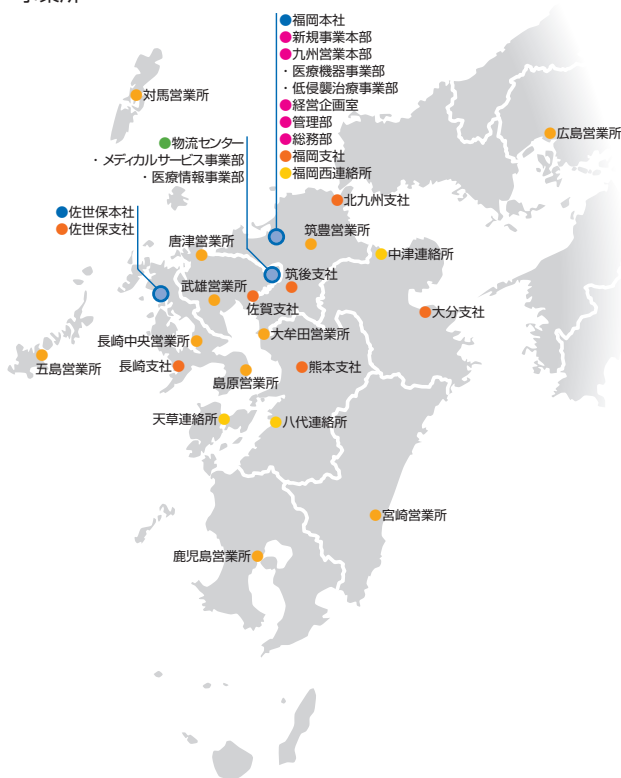 ●福岡本社
●新規事業本部
●九州営業本部
・医療機器事業部
・低侵襲治療事業部
●経営企画室
●管理部
●総務部
●福岡支社
●福岡西連絡所
対馬営業所
広島営業所
●物流センター
・メディカルサービス事業部
・医療情報事業部
北九州支社
●佐世保本社
●佐世保支社
唐津営業所
筑豊営業所
中津連絡所
武雄営業所
筑後支社
佐賀支社
大分支社
長崎中央営業所
大牟田営業所
五島営業所
長崎支社
島原営業所
熊本支社
天草連絡所
八代連絡所
宮崎営業所
鹿児島営業所